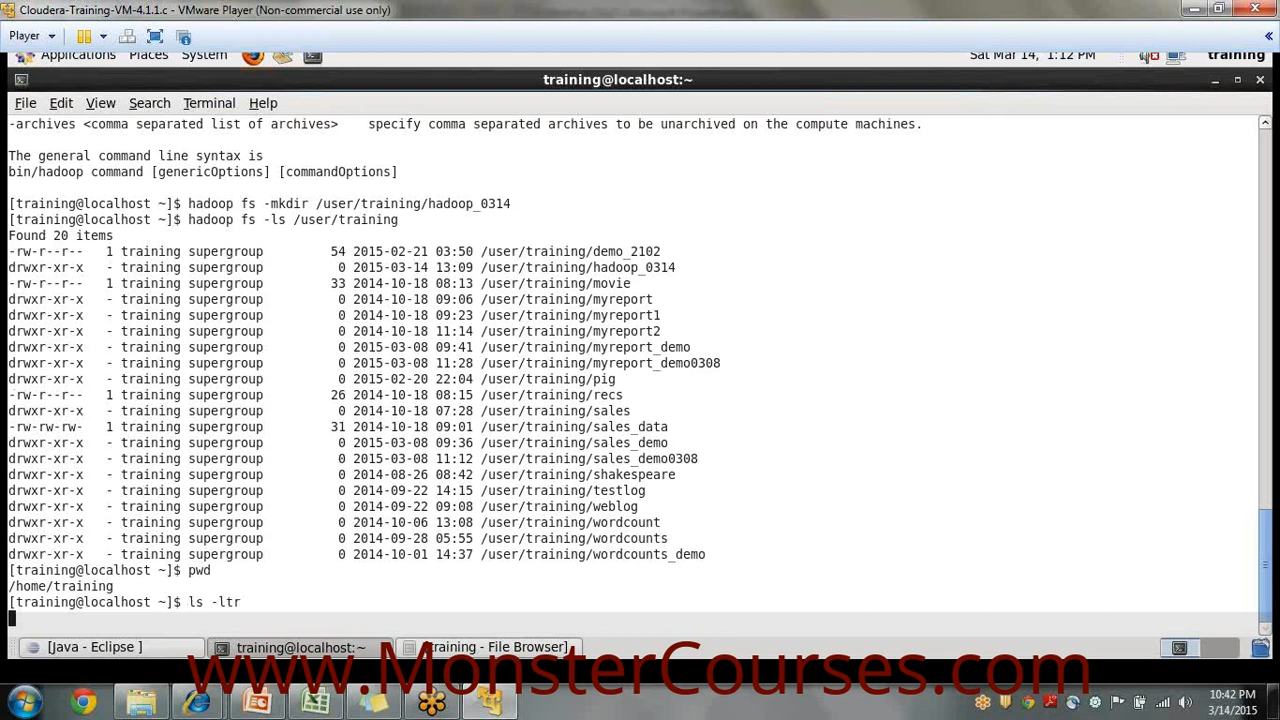 Cloudera-Training-VM-4.1.1.c - VMware Player (Non-commercial use only)
Player
Applications Places System Sat Mar 14, 1:12 PM training
training@localhost:~
File Edit View Search Terminal Help
-archives <comma separated list of archives>    specify comma separated archives to be unarchived on the compute machines.
The general command line syntax is
bin/hadoop command [genericOptions] [commandOptions]
[training@localhost ~]$ hadoop fs -mkdir /user/training/hadoop_0314
[training@localhost ~]$ hadoop fs -ls /user/training
Found 20 items
-rw-r--r--   1 training supergroup         54 2015-02-21 03:50 /user/training/demo_2102
drwxr-xr-x   - training supergroup          0 2015-03-14 13:09 /user/training/hadoop_0314
-rw-r--r--   1 training supergroup         33 2014-10-18 08:13 /user/training/movie
drwxr-xr-x   - training supergroup          0 2014-10-18 09:06 /user/training/myreport
drwxr-xr-x   - training supergroup          0 2014-10-18 09:23 /user/training/myreport1
drwxr-xr-x   - training supergroup          0 2014-10-18 11:14 /user/training/myreport2
drwxr-xr-x   - training supergroup          0 2015-03-08 09:41 /user/training/myreport_demo
drwxr-xr-x   - training supergroup          0 2015-03-08 11:28 /user/training/myreport_demo0308
drwxr-xr-x   - training supergroup          0 2015-02-20 22:04 /user/training/pig
-rw-r--r--   1 training supergroup         26 2014-10-18 08:15 /user/training/recs
drwxr-xr-x   - training supergroup          0 2014-10-18 07:28 /user/training/sales
-rw-rw-rw-   1 training supergroup         31 2014-10-18 09:01 /user/training/sales_data
drwxr-xr-x   - training supergroup          0 2015-03-08 09:36 /user/training/sales_demo
drwxr-xr-x   - training supergroup          0 2015-03-08 11:12 /user/training/sales_demo0308
drwxr-xr-x   - training supergroup          0 2014-08-26 08:42 /user/training/shakespeare
drwxr-xr-x   - training supergroup          0 2014-09-22 14:15 /user/training/testlog
drwxr-xr-x   - training supergroup          0 2014-09-22 09:08 /user/training/weblog
drwxr-xr-x   - training supergroup          0 2014-10-06 13:08 /user/training/wordcount
drwxr-xr-x   - training supergroup          0 2014-09-28 05:55 /user/training/wordcounts
drwxr-xr-x   - training supergroup          0 2014-10-01 14:37 /user/training/wordcounts_demo
[training@localhost ~]$ pwd
/home/training
[training@localhost ~]$ ls -ltr
[Java - Eclipse ] training@localhost:~ [training - File Browser]
www.MonsterCourses.com
10:42 PM
3/14/2015